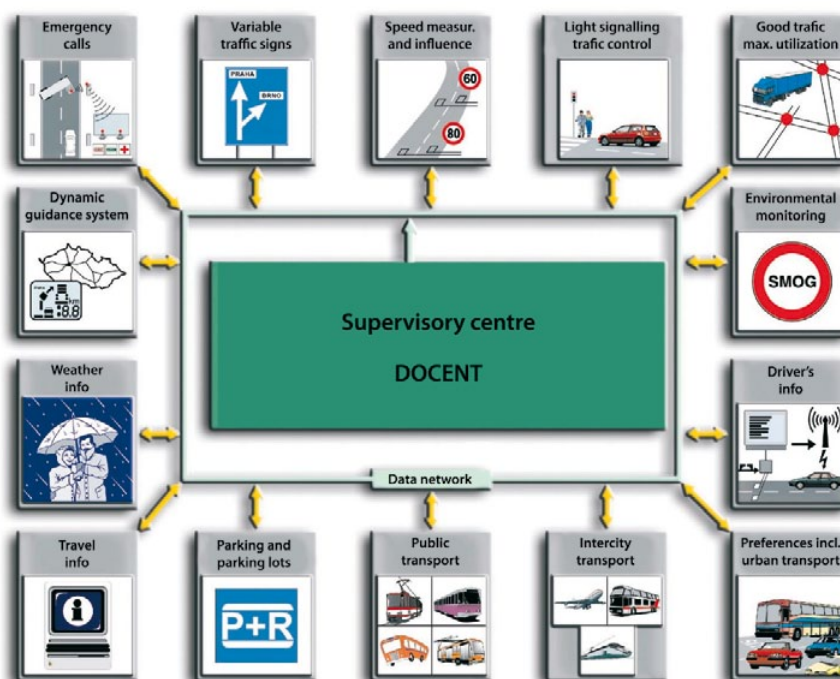 Emergency
calls
Variable
traffic signs
Speed measur.
and influence
Light signalling
trafic control
Good trafic
max. utilization
PRAHA
BRNO
60
80
Dynamic
guidance system
km
8.8
Environmental
monitoring
SMOG
Supervisory centre
DOCENT
Weather
info
Driver's
info
Data network
Travel
info
i
Parking and
parking lots
P+R
Public
transport
Intercity
transport
Preferences incl.
urban transport